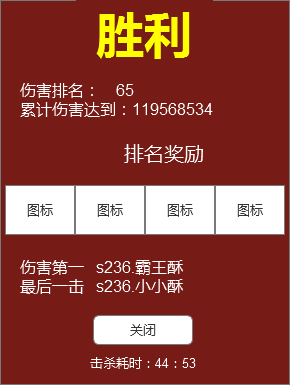 胜利
伤害排名： 65
累计伤害达到：119568534
排名奖励
图标 图标 图标 图标
伤害第一 s236.霸王酥
最后一击 s236.小小酥
关闭
击杀耗时：44：53